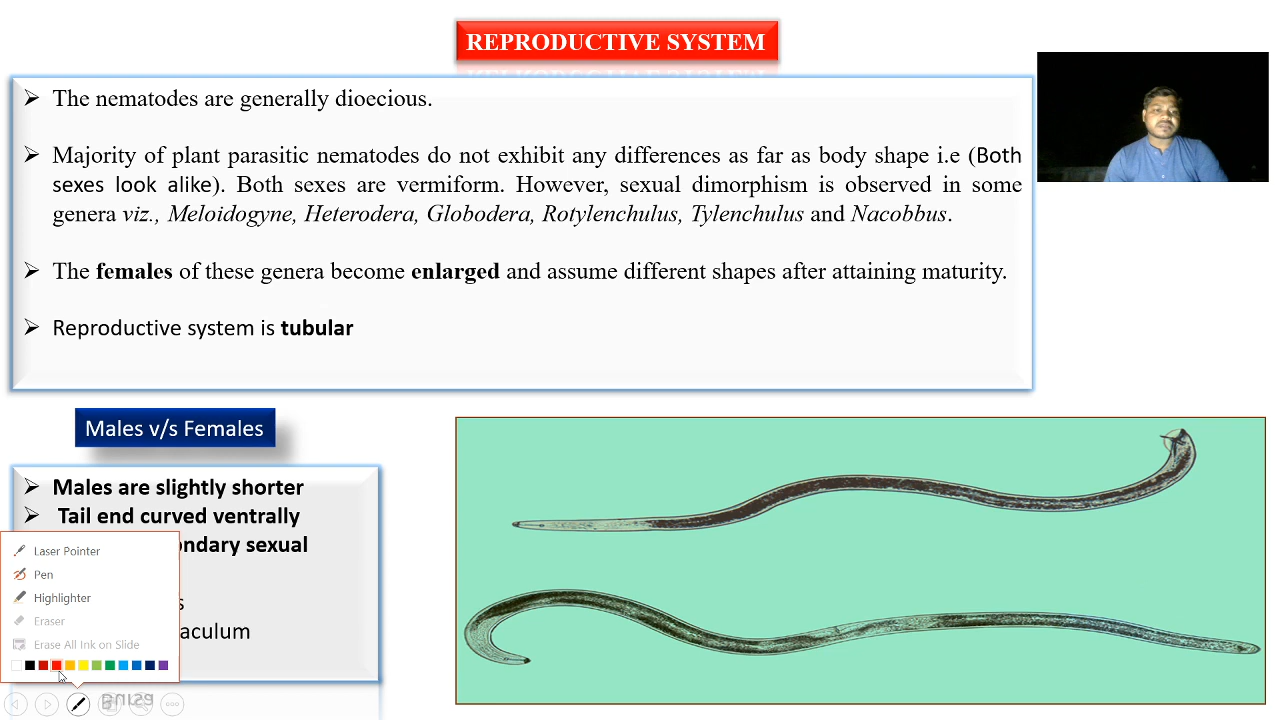 REPRODUCTIVE SYSTEM
➢ The nematodes are generally dioecious.
➢ Majority of plant parasitic nematodes do not exhibit any differences as far as body shape i.e (Both
sexes look alike). Both sexes are vermiform. However, sexual dimorphism is observed in some
genera viz., Meloidogyne, Heterodera, Globodera, Rotylenchulus, Tylenchulus and Nacobbus.
➢ The females of these genera become enlarged and assume different shapes after attaining maturity.
➢ Reproductive system is tubular
Males v/s Females
➢ Males are slightly shorter
➢ Tail end curved ventrally
ondary sexual
s
aculum
Laser Pointer
Pen
Highlighter
Eraser
Erase All Ink on Slide